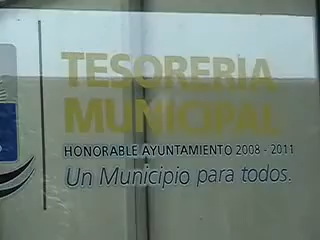 TESORERIA
MUNICIPAL
HONORABLE AYUNTAMIENTO 2008 - 2011
Un Municipio para todos.